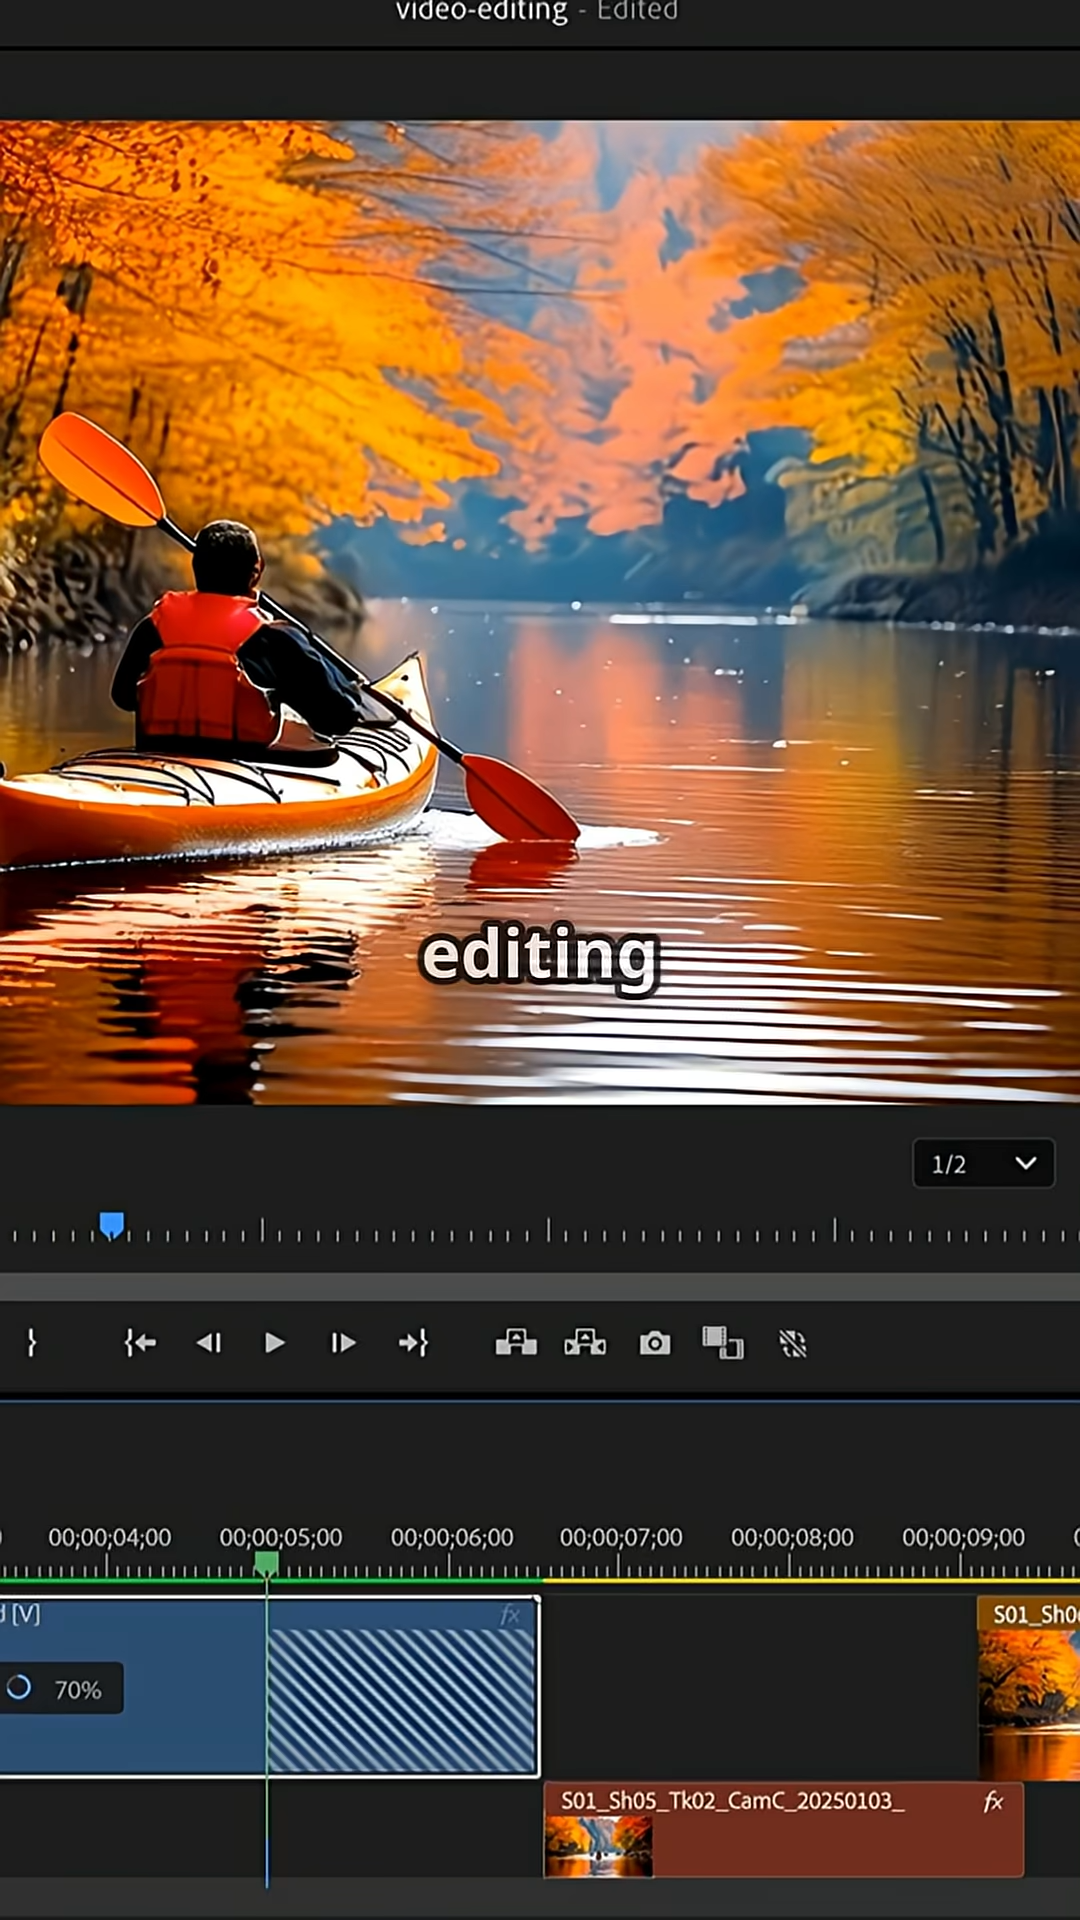 video-editing - Edited
editing
1/2
00;00;04;00 00;00;05;00 00;00;06;00 00;00;07;00 00;00;08;00 00;00;09;00
[V] fx
S01_Sh0
70%
S01_Sh05_Tk02_CamC_20250103_ fx